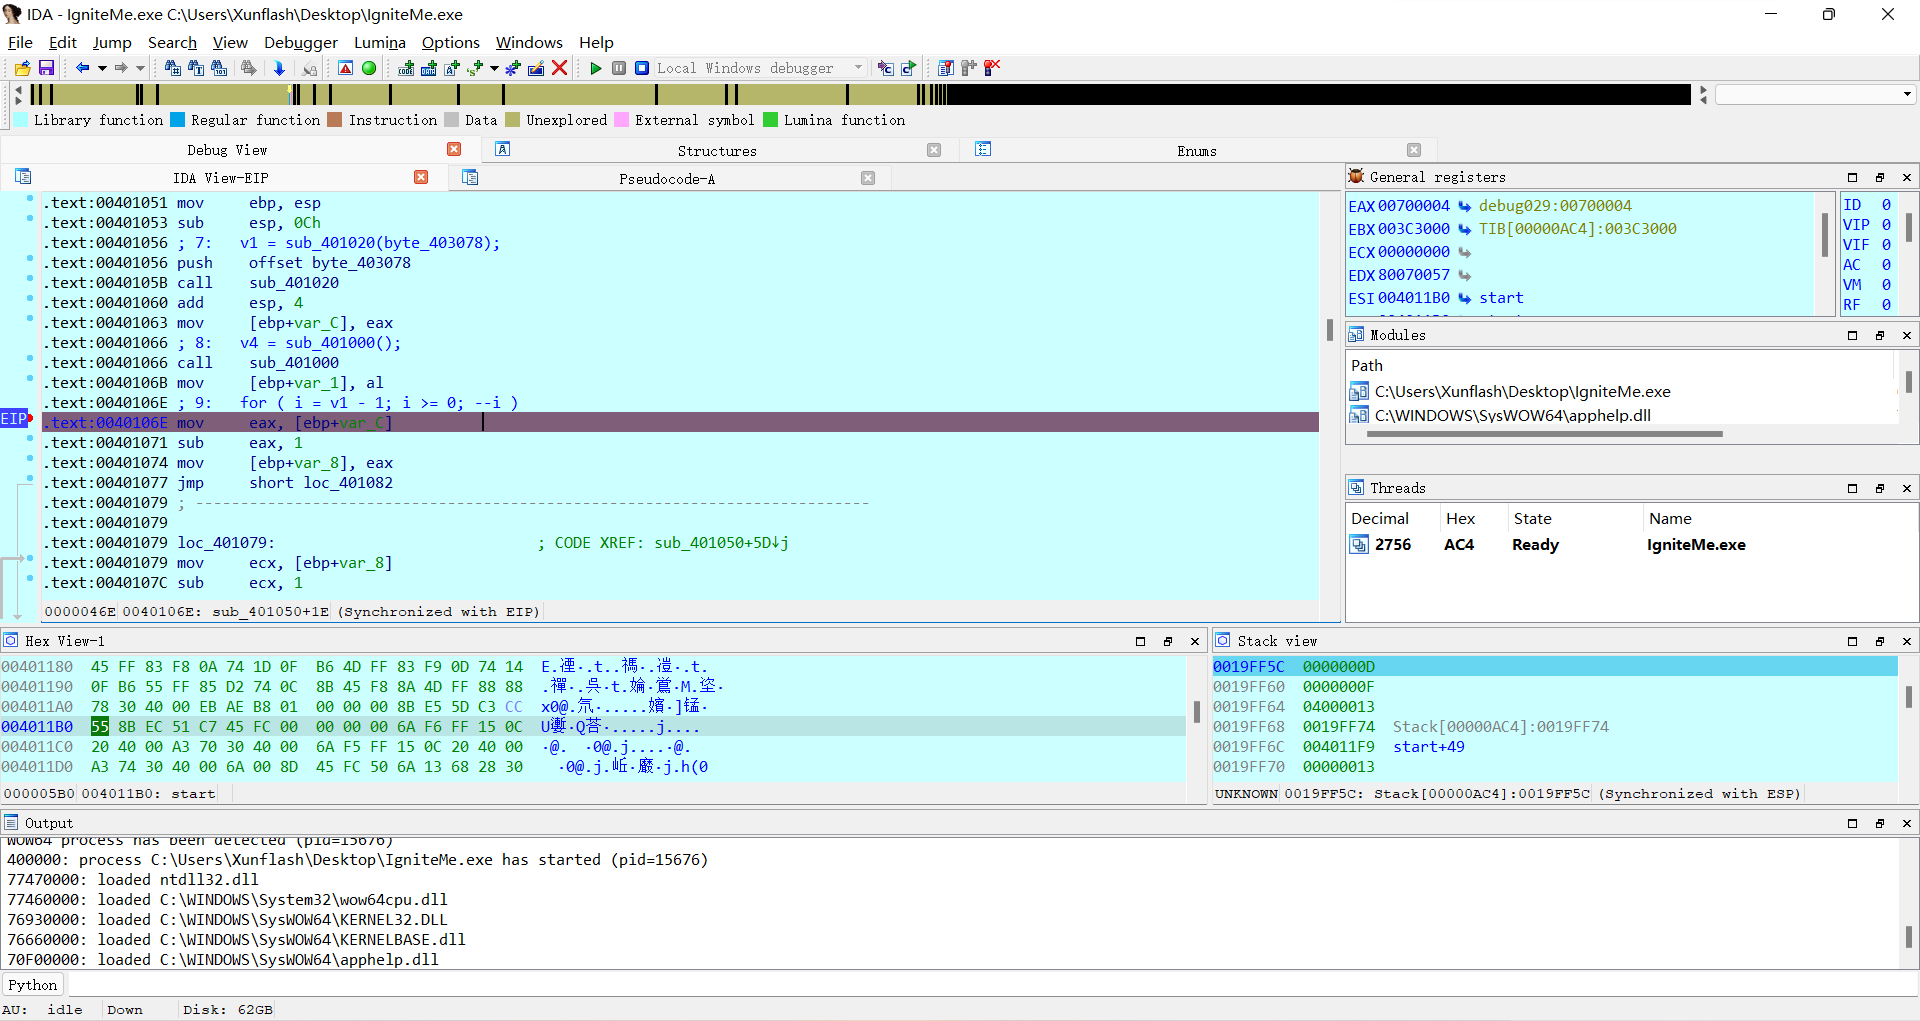 IDA - IgniteMe.exe C:\Users\Xunflash\Desktop\IgniteMe.exe
File Edit Jump Search View Debugger Lumina Options Windows Help
Local Windows debugger
Library function Regular function Instruction Data Unexplored External symbol Lumina function
Debug View Structures Enums
IDA View-EIP Pseudocode-A
.text:00401051 mov ebp, esp
.text:00401053 sub esp, 0Ch
.text:00401056 ; 7: v1 = sub_401020(byte_403078);
.text:00401056 push offset byte_403078
.text:0040105B call sub_401020
.text:00401060 add esp, 4
.text:00401063 mov [ebp+var_C], eax
.text:00401066 ; 8: v4 = sub_401000();
.text:00401066 call sub_401000
.text:0040106B mov [ebp+var_1], al
.text:0040106E ; 9: for ( i = v1 - 1; i >= 0; --i )
EIP .text:0040106E mov eax, [ebp+var_C]
.text:00401071 sub eax, 1
.text:00401074 mov [ebp+var_8], eax
.text:00401077 jmp short loc_401082
.text:00401079 ; ---------------------------------------------------------------------------
.text:00401079
.text:00401079 loc_401079: ; CODE XREF: sub_401050+5D↓j
.text:00401079 mov ecx, [ebp+var_8]
.text:0040107C sub ecx, 1
0000046E 0040106E: sub_401050+1E (Synchronized with EIP)
General registers
EAX 00700004 debug029:00700004
EBX 003C3000 TIB[00000AC4]:003C3000
ECX 00000000
EDX 80070057
ESI 004011B0 start
ID 0
VIP 0
VIF 0
AC 0
VM 0
RF 0
Modules
Path
C:\Users\Xunflash\Desktop\IgniteMe.exe
C:\WINDOWS\SysWOW64\apphelp.dll
Threads
Decimal Hex State Name
2756 AC4 Ready IgniteMe.exe
Hex View-1
00401180 45 FF 83 F8 0A 74 1D 0F B6 4D FF 83 F9 0D 74 14
00401190 0F B6 55 FF 85 D2 74 0C 8B 45 F8 8A 4D FF 88 88
004011A0 78 30 40 00 EB AE B8 01 00 00 00 8B E5 5D C3 CC
004011B0 55 8B EC 51 C7 45 FC 00 00 00 00 6A F6 FF 15 0C
004011C0 20 40 00 A3 70 30 40 00 6A F5 FF 15 0C 20 40 00
004011D0 A3 74 30 40 00 6A 00 8D 45 FC 50 6A 13 68 28 30
000005B0 004011B0: start
Stack view
0019FF5C 0000000D
0019FF60 0000000F
0019FF64 04000013
0019FF68 0019FF74 Stack[00000AC4]:0019FF74
0019FF6C 004011F9 start+49
0019FF70 00000013
UNKNOWN 0019FF5C: Stack[00000AC4]:0019FF5C (Synchronized with ESP)
Output
WOW64 process has been detected (pid=15676)
400000: process C:\Users\Xunflash\Desktop\IgniteMe.exe has started (pid=15676)
77470000: loaded ntdll32.dll
77460000: loaded C:\WINDOWS\System32\wow64cpu.dll
76930000: loaded C:\WINDOWS\SysWOW64\KERNEL32.DLL
76660000: loaded C:\WINDOWS\SysWOW64\KERNELBASE.dll
70F00000: loaded C:\WINDOWS\SysWOW64\apphelp.dll
Python
AU: idle Down Disk: 62GB